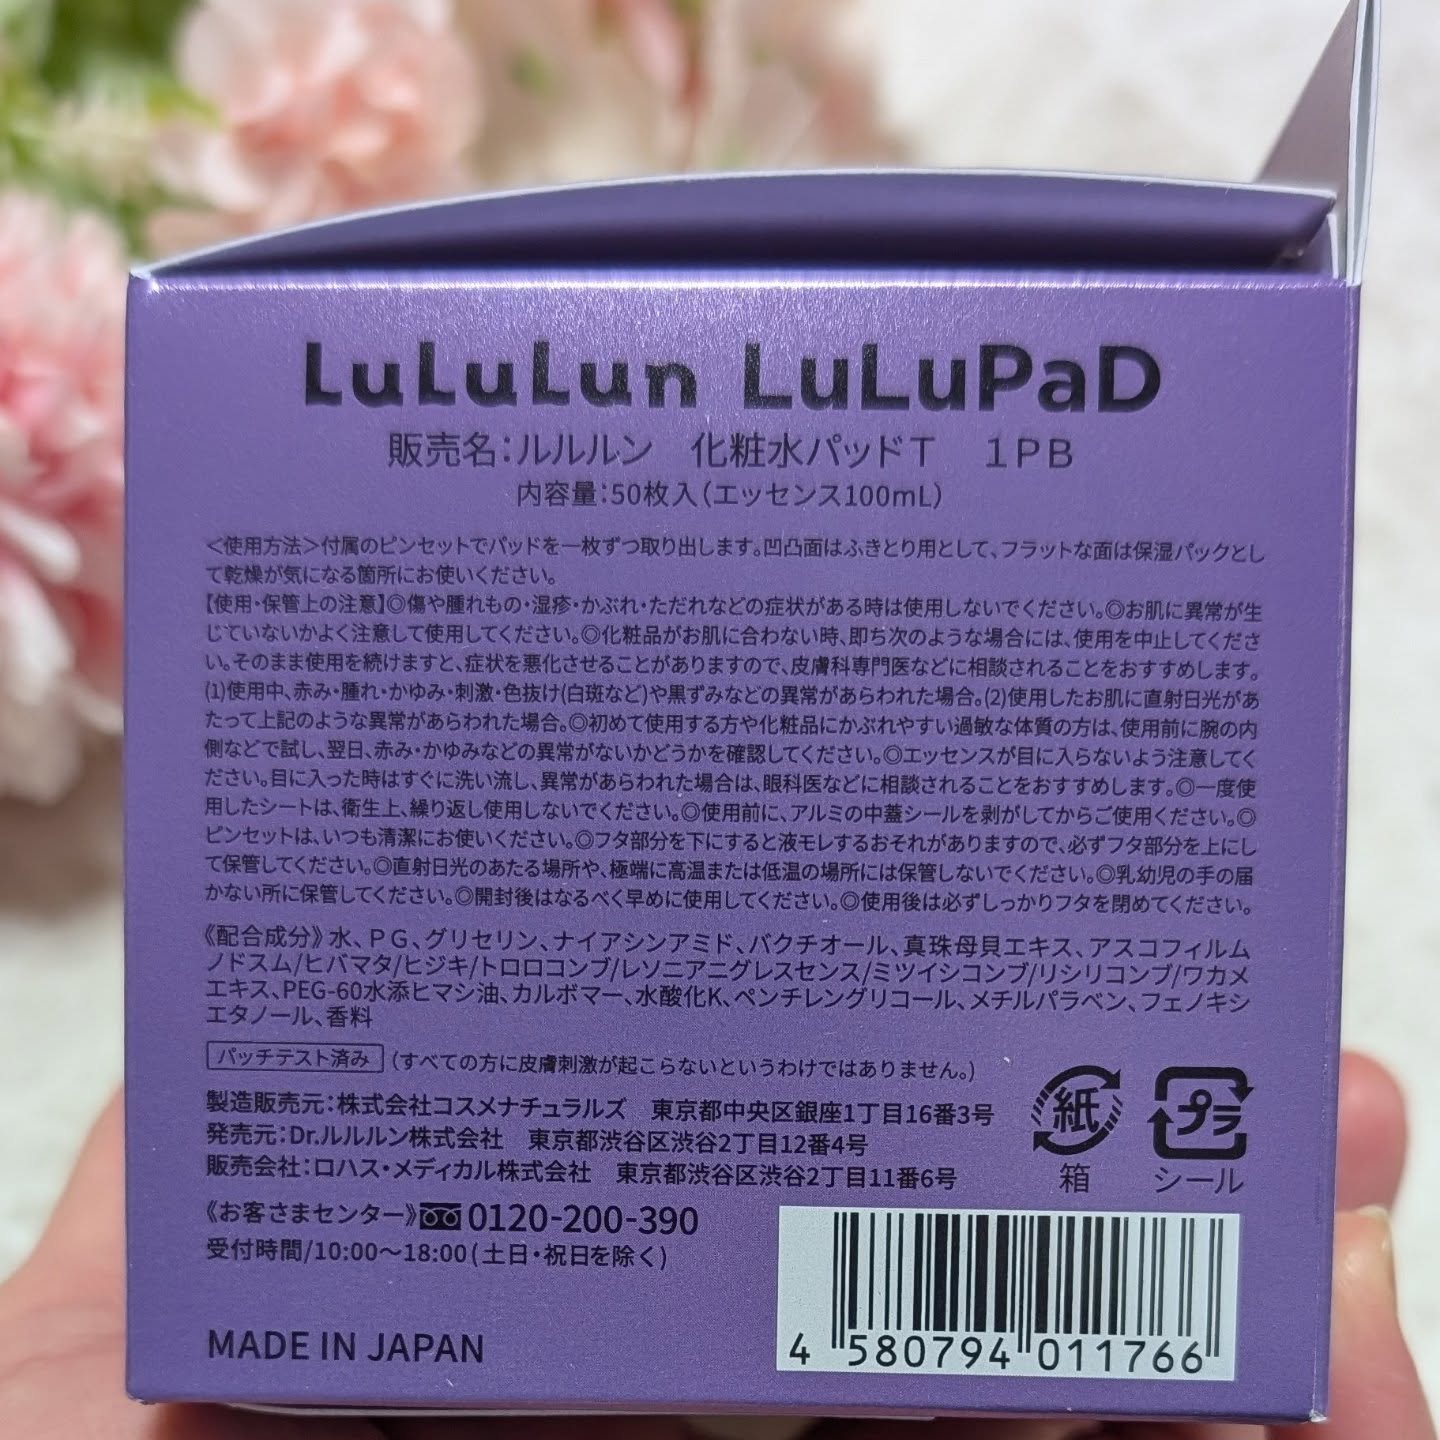 LuLuLun LuLuPaD
販売名：ルルルン　化粧水パッドT　1PB
内容量：50枚入（エッセンス100mL）
＜使用方法＞付属のピンセットでパッドを一枚ずつ取り出します。凹凸面はふきとり用として、フラットな面は保湿パックとし
て乾燥が気になる箇所にお使いください。
【使用・保管上の注意】◎傷や腫れもの・湿疹・かぶれ・ただれなどの症状がある時は使用しないでください。◎お肌に異常が生
じていないかよく注意して使用してください。◎化粧品がお肌に合わない時、即ち次のような場合には、使用を中止してくださ
い。そのまま使用を続けますと、症状を悪化させることがありますので、皮膚科専門医などに相談されることをおすすめします。
(1)使用中、赤み・腫れ・かゆみ・刺激・色抜け(白斑など)や黒ずみなどの異常があらわれた場合。(2)使用したお肌に直射日光があ
たって上記のような異常があらわれた場合。◎初めて使用する方や化粧品にかぶれやすい過敏な体質の方は、使用前に腕の内
側などで試し、翌日、赤み・かゆみなどの異常がないかどうかを確認してください。◎エッセンスが目に入らないよう注意してく
ださい。目に入った時はすぐに洗い流し、異常があらわれた場合は、眼科医などに相談されることをおすすめします。◎一度使
用したシートは、衛生上、繰り返し使用しないでください。◎使用前に、アルミの中蓋シールを剥がしてからご使用ください。◎
ピンセットは、いつも清潔にお使いください。◎フタ部分を下にすると液モレするおそれがありますので、必ずフタ部分を上にし
て保管してください。◎直射日光のあたる場所や、極端に高温または低温の場所には保管しないでください。◎乳幼児の手の届
かない所に保管してください。◎開封後はなるべく早めに使用してください。◎使用後は必ずしっかりフタを閉めてください。
《配合成分》水、ＰＧ、グリセリン、ナイアシンアミド、バクチオール、真珠母貝エキス、アスコフィルム
ノドスム/ヒバマタ/ヒジキ/トロロコンブ/レソニアニグレスセンス/ミツイシコンブ/リシリコンブ/ワカメ
エキス、PEG-60水添ヒマシ油、カルボマー、水酸化K、ペンチレングリコール、メチルパラベン、フェノキシ
エタノール、香料
パッチテスト済み (すべての方に皮膚刺激が起こらないというわけではありません。)
製造販売元：株式会社コスメナチュラルズ　東京都中央区銀座1丁目16番3号
発売元：Dr.ルルルン株式会社　東京都渋谷区渋谷2丁目12番4号
販売会社：ロハス・メディカル株式会社　東京都渋谷区渋谷2丁目11番6号
紙
箱
プラ
シール
《お客さまセンター》0120-200-390
受付時間/10:00～18:00(土日・祝日を除く)
MADE IN JAPAN
4 580794 011766